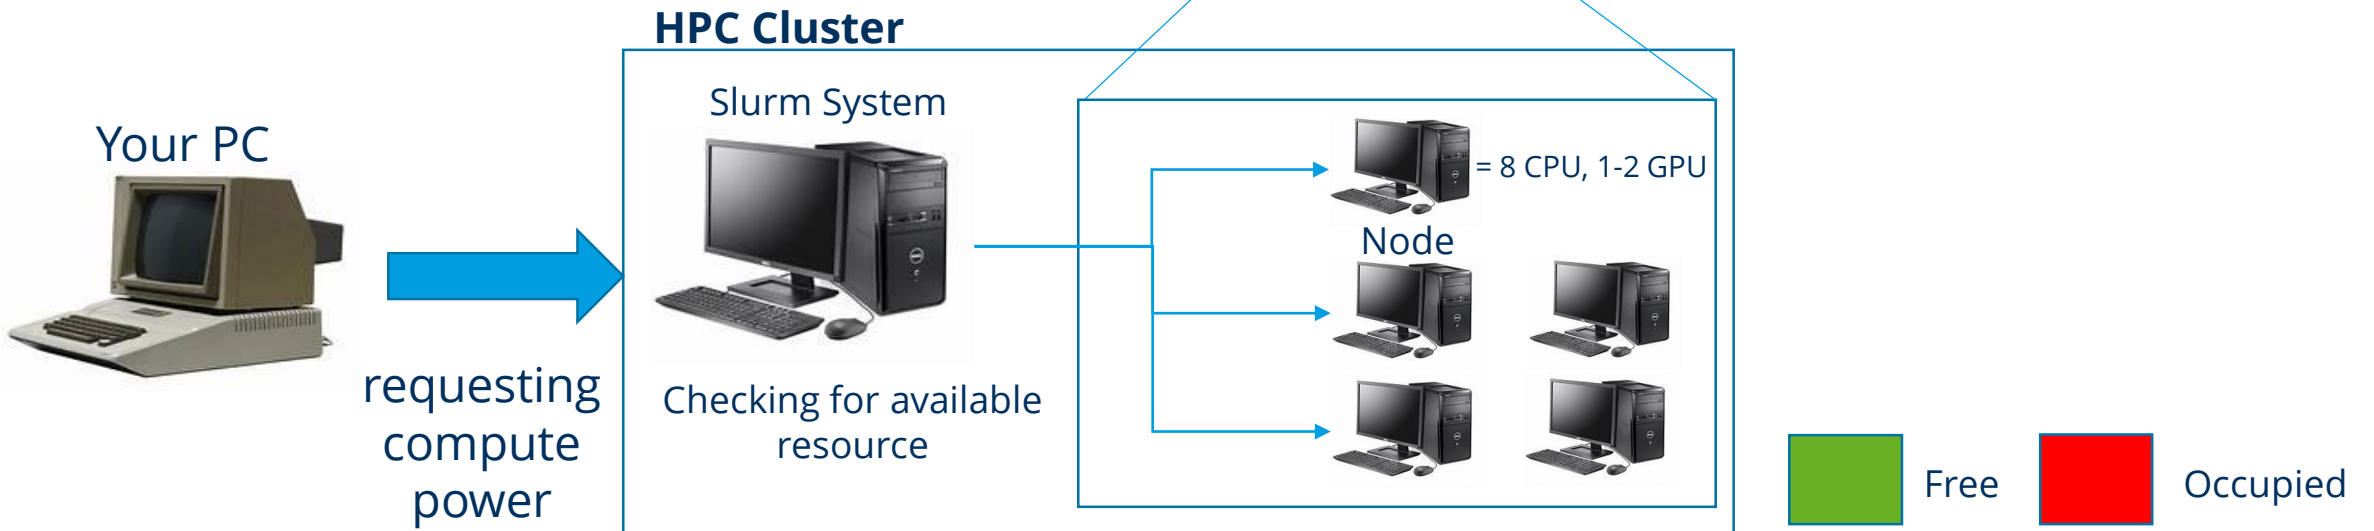 HPC Cluster
Slurm System
Your PC
= 8 CPU, 1-2 GPU
Node
requesting
compute
power
Checking for available
resource
Free
Occupied